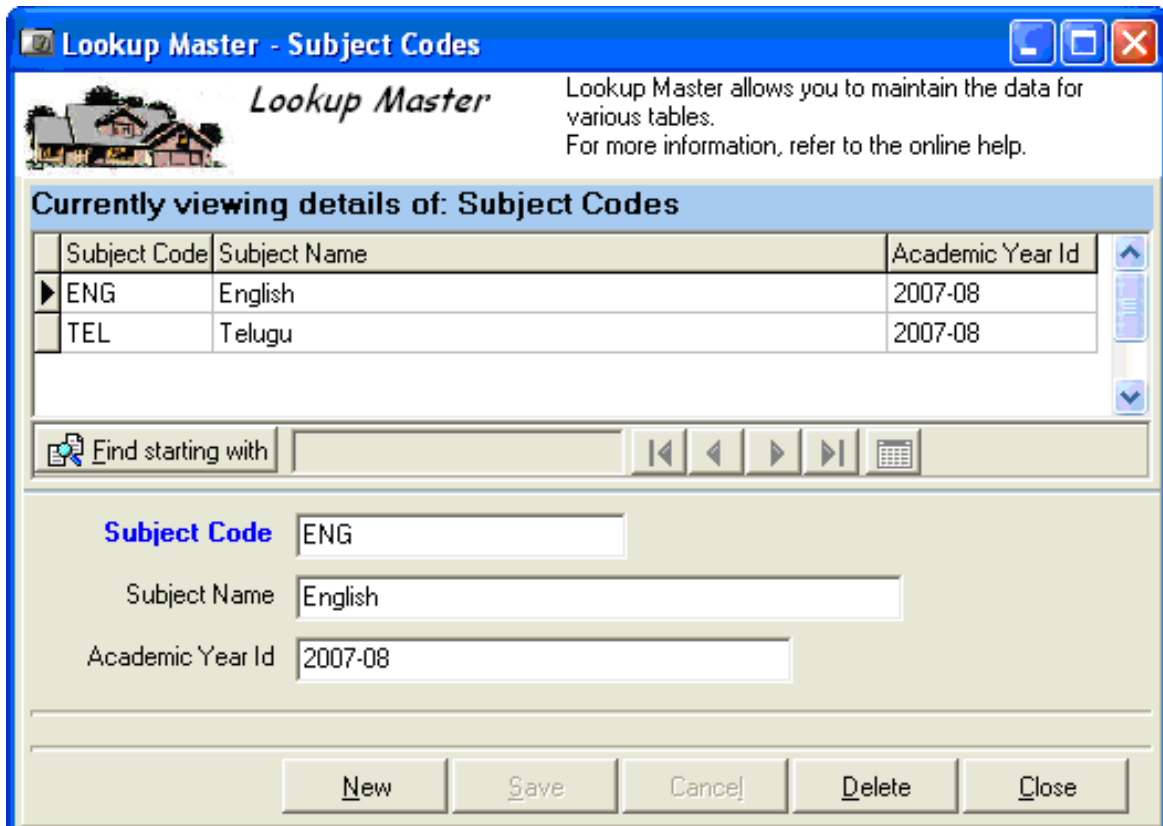 Lookup Master - Subject Codes
Lookup Master
Lookup Master allows you to maintain the data for
various tables.
For more information, refer to the online help.
Currently viewing details of: Subject Codes
Subject Code Subject Name Academic Year Id
ENG English 2007-08
TEL Telugu 2007-08
Find starting with
Subject Code ENG
Subject Name English
Academic Year Id 2007-08
New Save Cancel Delete Close